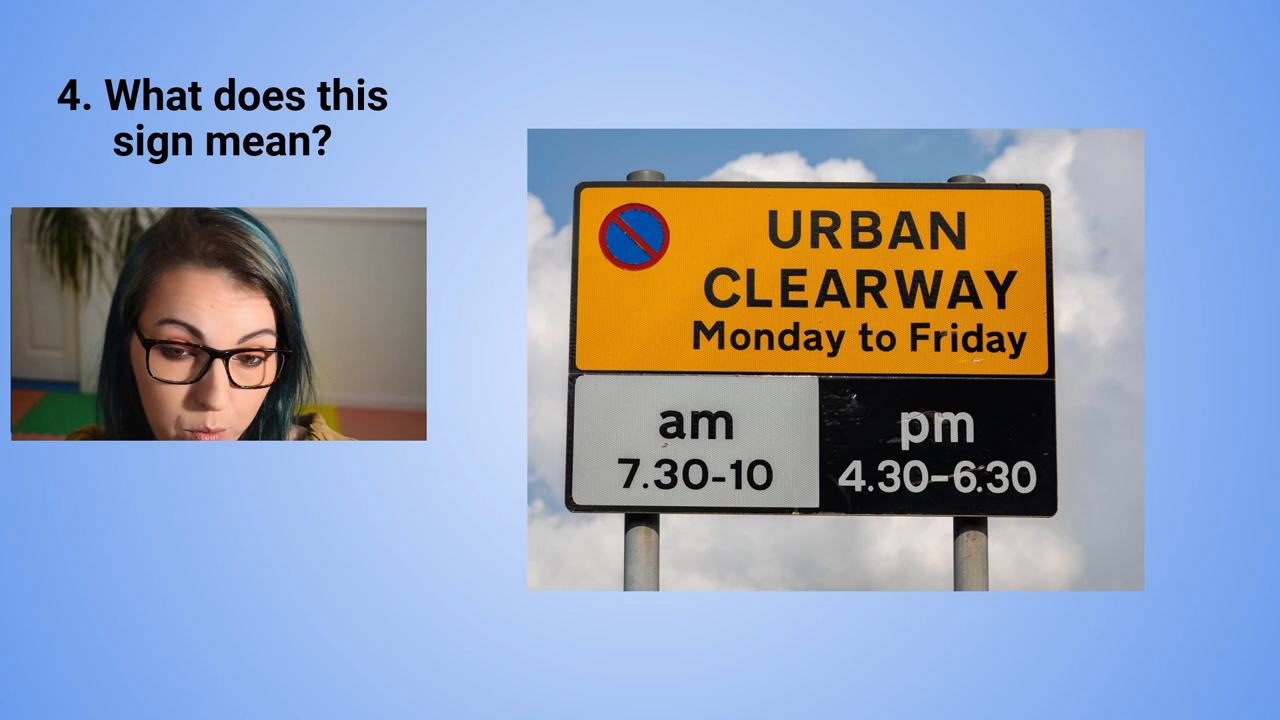 4. What does this
sign mean?
URBAN
CLEARWAY
Monday to Friday
am
7.30-10
pm
4.30-6.30